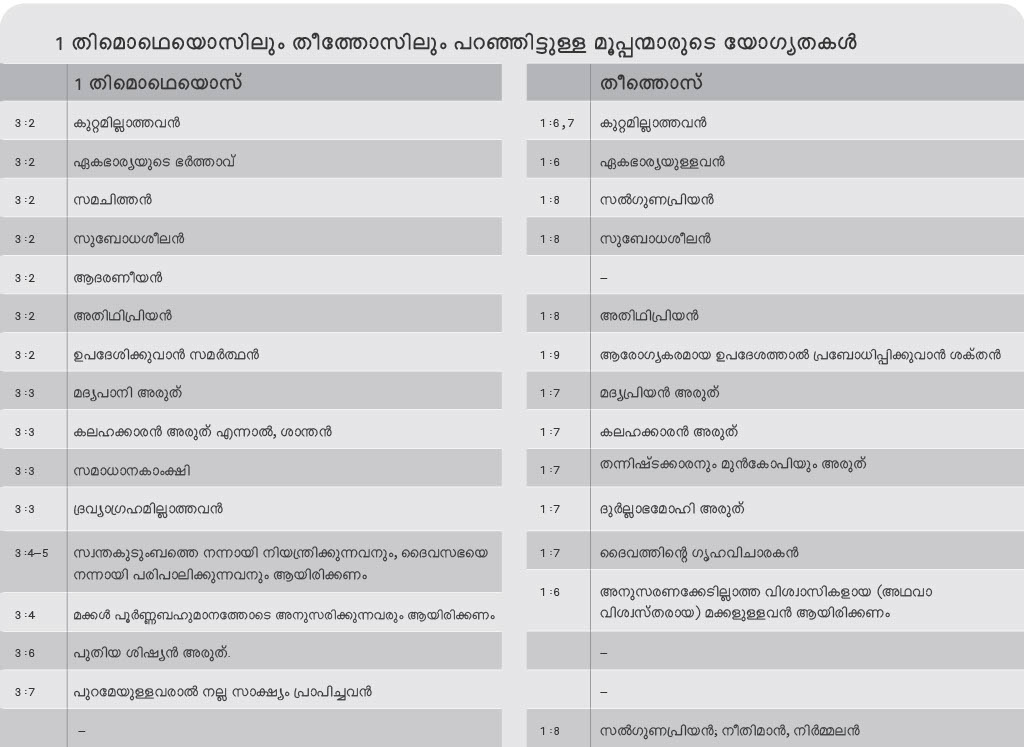 1 തിമൊഥെയൊസിലും തീത്തോസിലും പറഞ്ഞിട്ടുള്ള മൂപ്പന്മാരുടെ യോഗ്യതകൾ
1 തിമൊഥെയൊസ് തീത്തൊസ്
3:2 കുറ്റമില്ലാത്തവൻ 1:6,7 കുറ്റമില്ലാത്തവൻ
3:2 ഏകഭാര്യയുടെ ഭർത്താവ് 1:6 ഏകഭാര്യയുള്ളവൻ
3:2 സമചിത്തൻ 1:8 സൽഗുണപ്രിയൻ
3:2 സുബോധശീലൻ 1:8 സുബോധശീലൻ
3:2 ആദരണീയൻ –
3:2 അതിഥിപ്രിയൻ 1:8 അതിഥിപ്രിയൻ
3:2 ഉപദേശിക്കുവാൻ സമർത്ഥൻ 1:9 ആരോഗ്യകരമായ ഉപദേശത്താൽ പ്രബോധിപ്പിക്കുവാൻ ശക്തൻ
3:3 മദ്യപാനി അരുത് 1:7 മദ്യപ്രിയൻ അരുത്
3:3 കലഹക്കാരൻ അരുത് എന്നാൽ, ശാന്തൻ 1:7 കലഹക്കാരൻ അരുത്
3:3 സമാധാനകാംക്ഷി 1:7 തന്നിഷ്ടക്കാരനും മുൻകോപിയും അരുത്
3:3 ദ്രവ്യാഗ്രഹമില്ലാത്തവൻ 1:7 ദുർല്ലാഭമോഹി അരുത്
3:4–5 സ്വന്തകുടുംബത്തെ നന്നായി നിയന്ത്രിക്കുന്നവനും, ദൈവസഭയെ
നന്നായി പരിപാലിക്കുന്നവനും ആയിരിക്കണം
1:7 ദൈവത്തിന്റെ ഗൃഹവിചാരകൻ
3:4 മക്കൾ പൂർണ്ണബഹുമാനത്തോടെ അനുസരിക്കുന്നവരും ആയിരിക്കണം
1:6 അനുസരണക്കേടില്ലാത്ത വിശ്വാസികളായ (അഥവാ
വിശ്വസ്തരായ) മക്കളുള്ളവൻ ആയിരിക്കണം
3:6 പുതിയ ശിഷ്യൻ അരുത്. –
3:7 പുറമേയുള്ളവരാൽ നല്ല സാക്ഷ്യം പ്രാപിച്ചവൻ –
– 1:8 സൽഗുണപ്രിയൻ; നീതിമാൻ, നിർമ്മലൻ